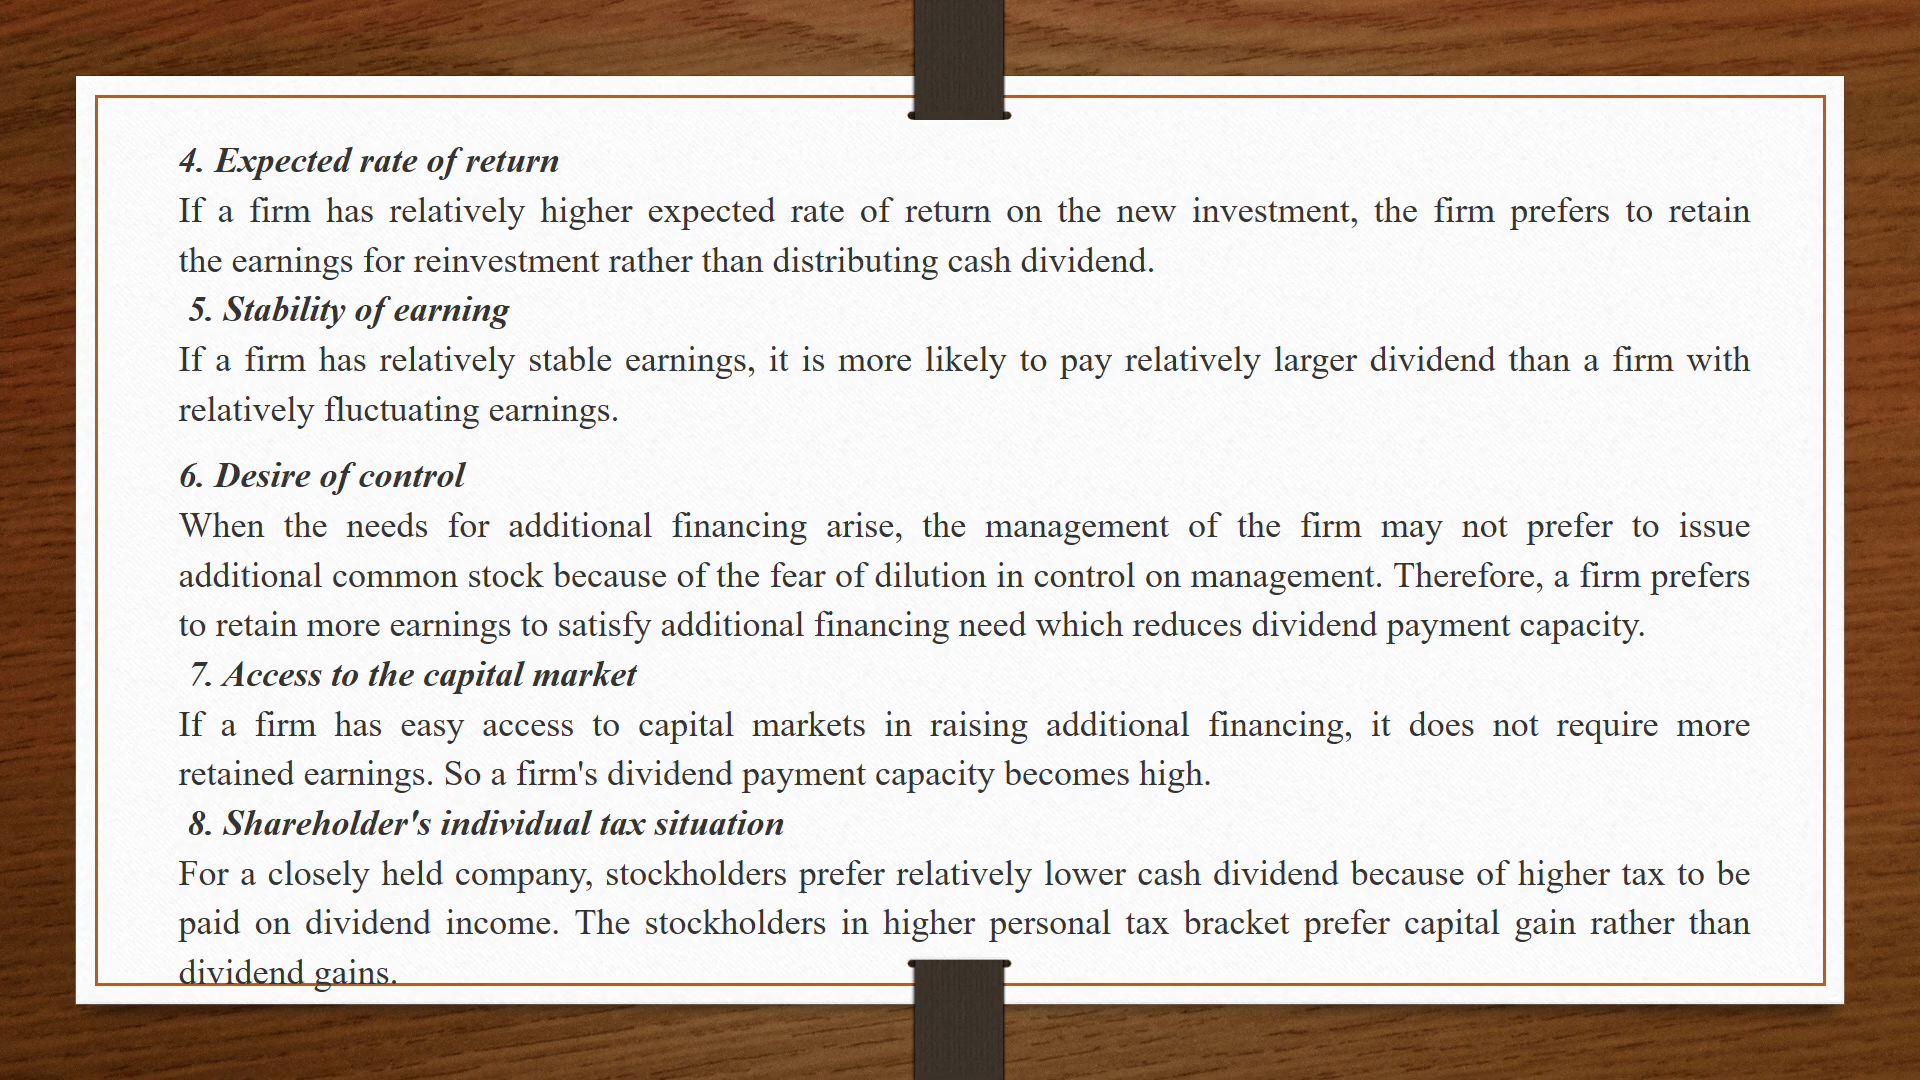 4. Expected rate of return
If a firm has relatively higher expected rate of return on the new investment, the firm prefers to retain
the earnings for reinvestment rather than distributing cash dividend.
5. Stability of earning
If a firm has relatively stable earnings, it is more likely to pay relatively larger dividend than a firm with
relatively fluctuating earnings.
6. Desire of control
When the needs for additional financing arise, the management of the firm may not prefer to issue
additional common stock because of the fear of dilution in control on management. Therefore, a firm prefers
to retain more earnings to satisfy additional financing need which reduces dividend payment capacity.
7. Access to the capital market
If a firm has easy access to capital markets in raising additional financing, it does not require more
retained earnings. So a firm's dividend payment capacity becomes high.
8. Shareholder's individual tax situation
For a closely held company, stockholders prefer relatively lower cash dividend because of higher tax to be
paid on dividend income. The stockholders in higher personal tax bracket prefer capital gain rather than
dividend gains.